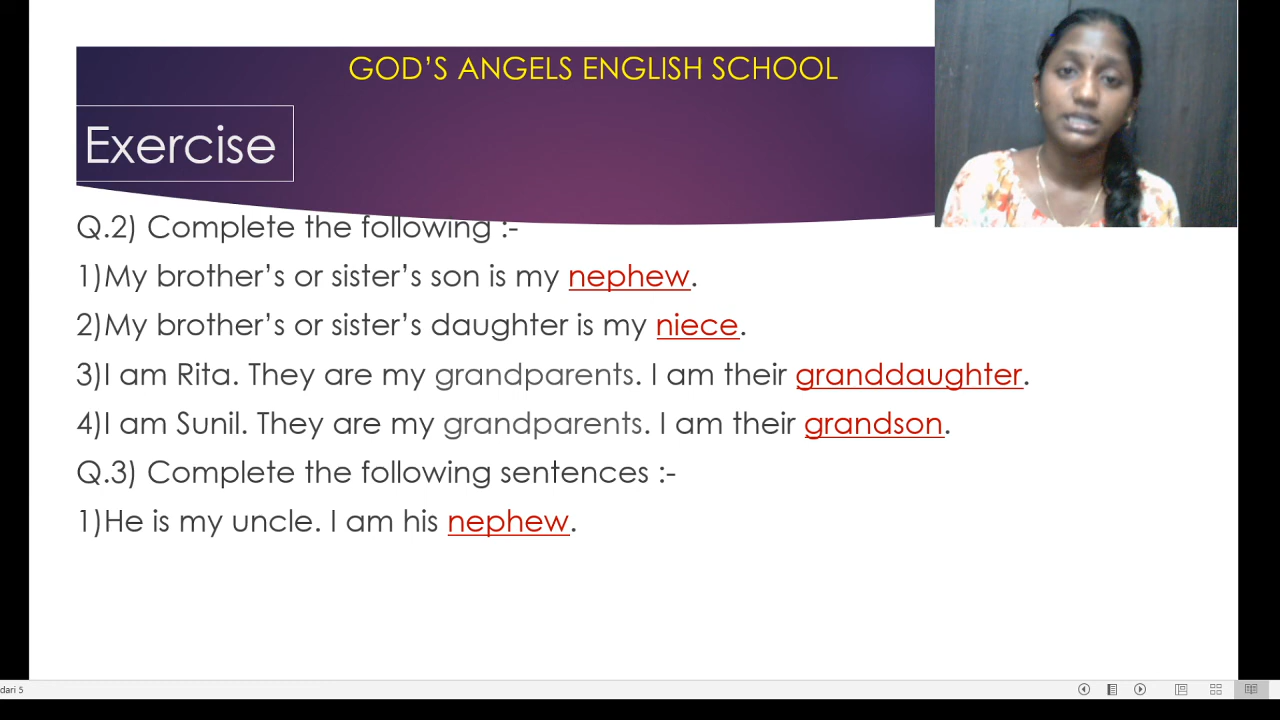 GOD'S ANGELS ENGLISH SCHOOL
Exercise
Q.2) Complete the following :-
1)My brother's or sister's son is my nephew.
2)My brother's or sister's daughter is my niece.
3)I am Rita. They are my grandparents. I am their granddaughter.
4)I am Sunil. They are my grandparents. I am their grandson.
Q.3) Complete the following sentences :-
1)He is my uncle. I am his nephew.
dari 5